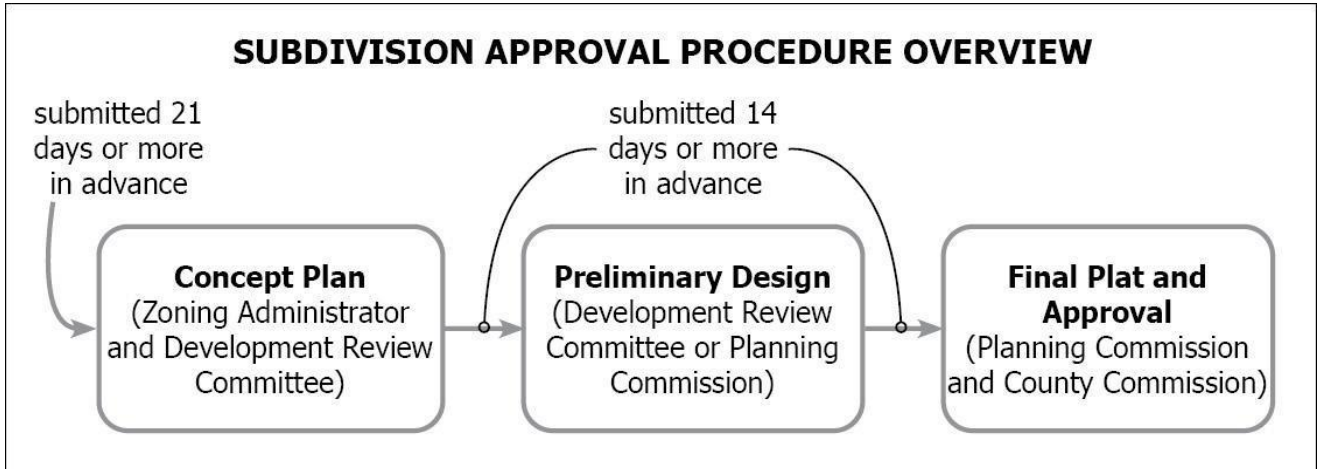 SUBDIVISION APPROVAL PROCEDURE OVERVIEW
submitted 21
days or more
in advance
submitted 14
days or more
in advance
Concept Plan
(Zoning Administrator
and Development Review
Committee)
Preliminary Design
(Development Review
Committee or Planning
Commission)
Final Plat and
Approval
(Planning Commission
and County Commission)